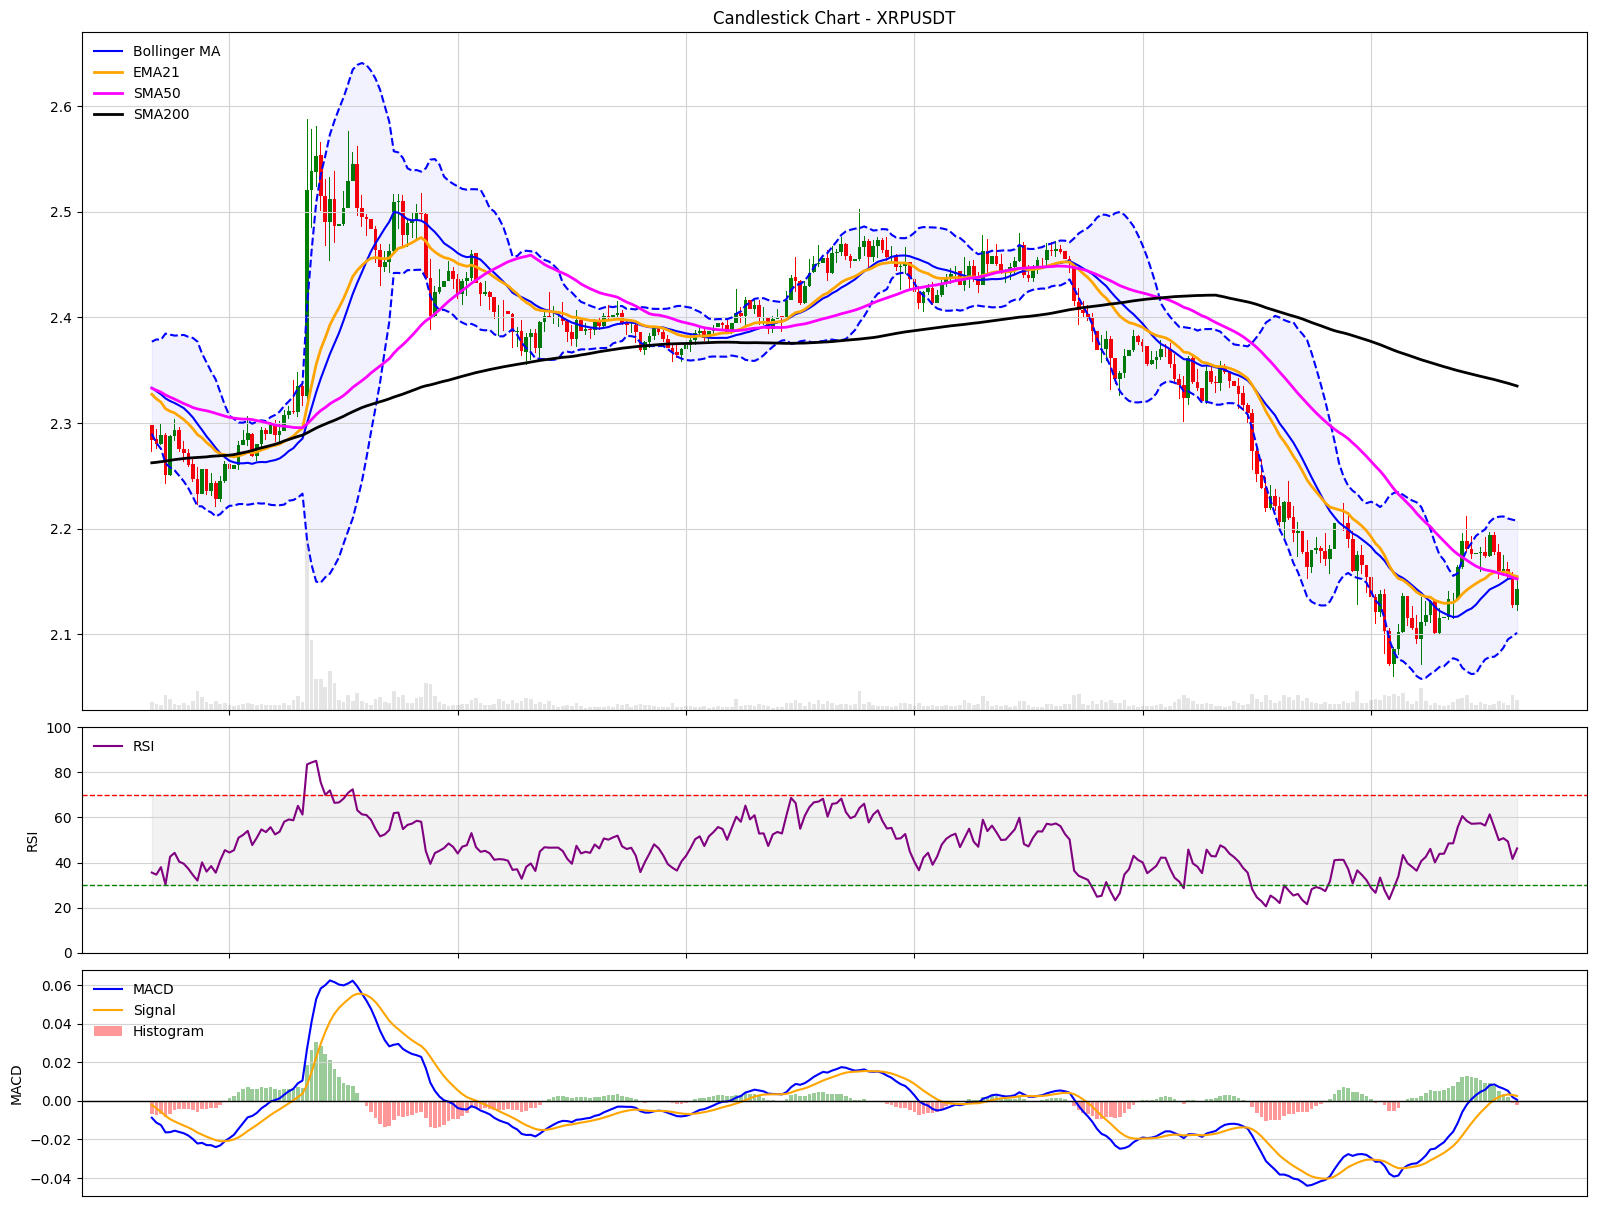 Candlestick Chart - XRPUSDT
Bollinger MA
EMA21
SMA50
SMA200
2.6
2.5
2.4
2.3
2.2
2.1
RSI
100
80
60
40
20
0
RSI
MACD
Signal
Histogram
0.06
0.04
0.02
0.00
−0.02
−0.04
MACD